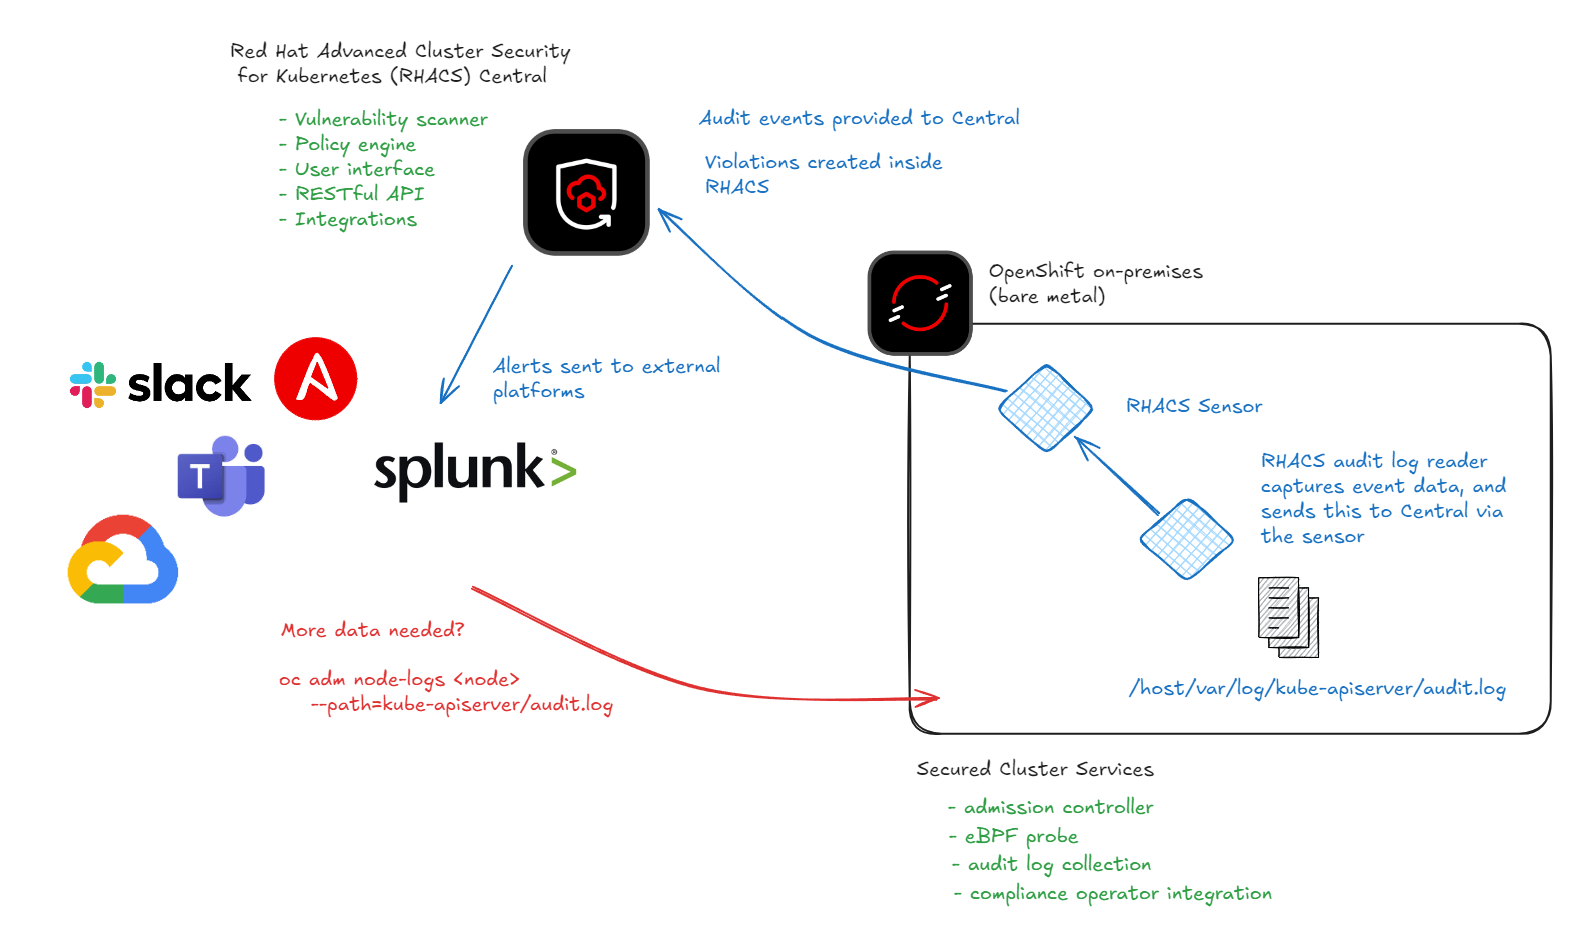 Red Hat Advanced Cluster Security
for Kubernetes (RHACS) Central
- Vulnerability scanner
- Policy engine
- User interface
- RESTful API
- Integrations
Audit events provided to Central
Violations created inside
RHACS
OpenShift on-premises
(bare metal)
Alerts sent to external
platforms
slack
T
splunk>®
RHACS Sensor
RHACS audit log reader
captures event data, and
sends this to Central via
the sensor
/host/var/log/kube-apiserver/audit.log
More data needed?
oc adm node-logs <node>
--path=kube-apiserver/audit.log
Secured Cluster Services
- admission controller
- eBPF probe
- audit log collection
- compliance operator integration